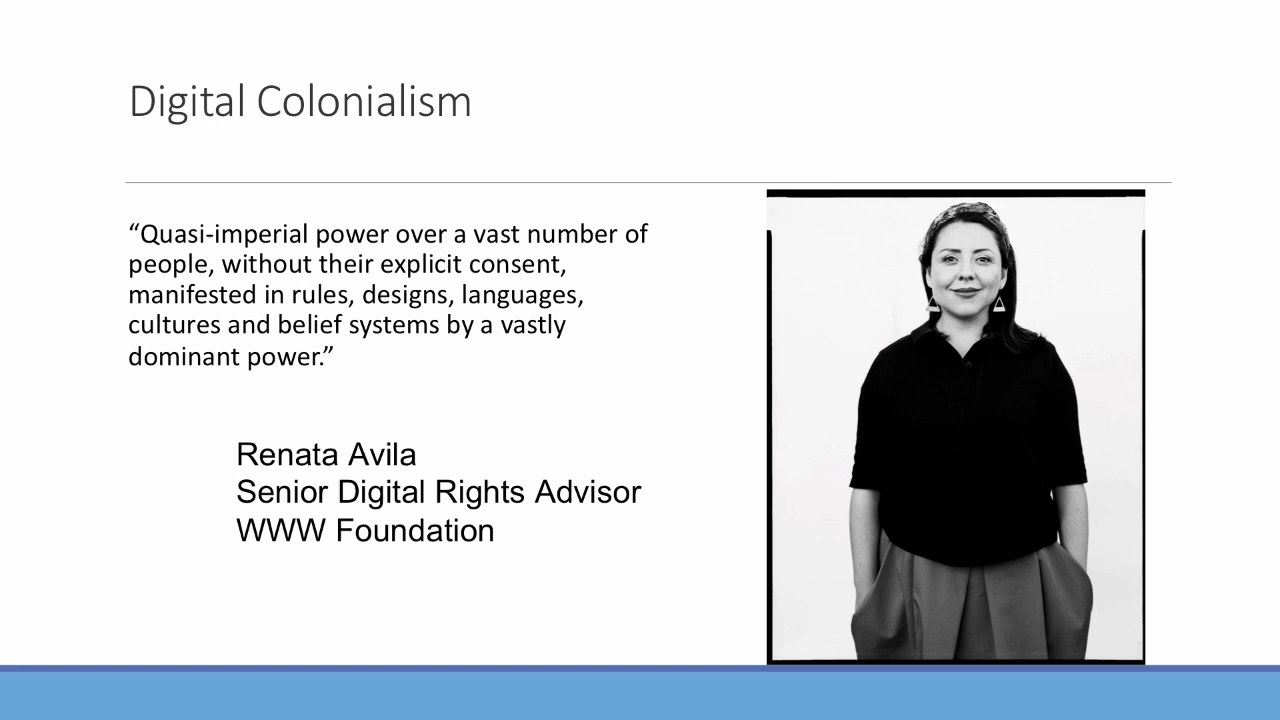 Digital Colonialism
“Quasi-imperial power over a vast number of
people, without their explicit consent,
manifested in rules, designs, languages,
cultures and belief systems by a vastly
dominant power.”
Renata Avila
Senior Digital Rights Advisor
WWW Foundation